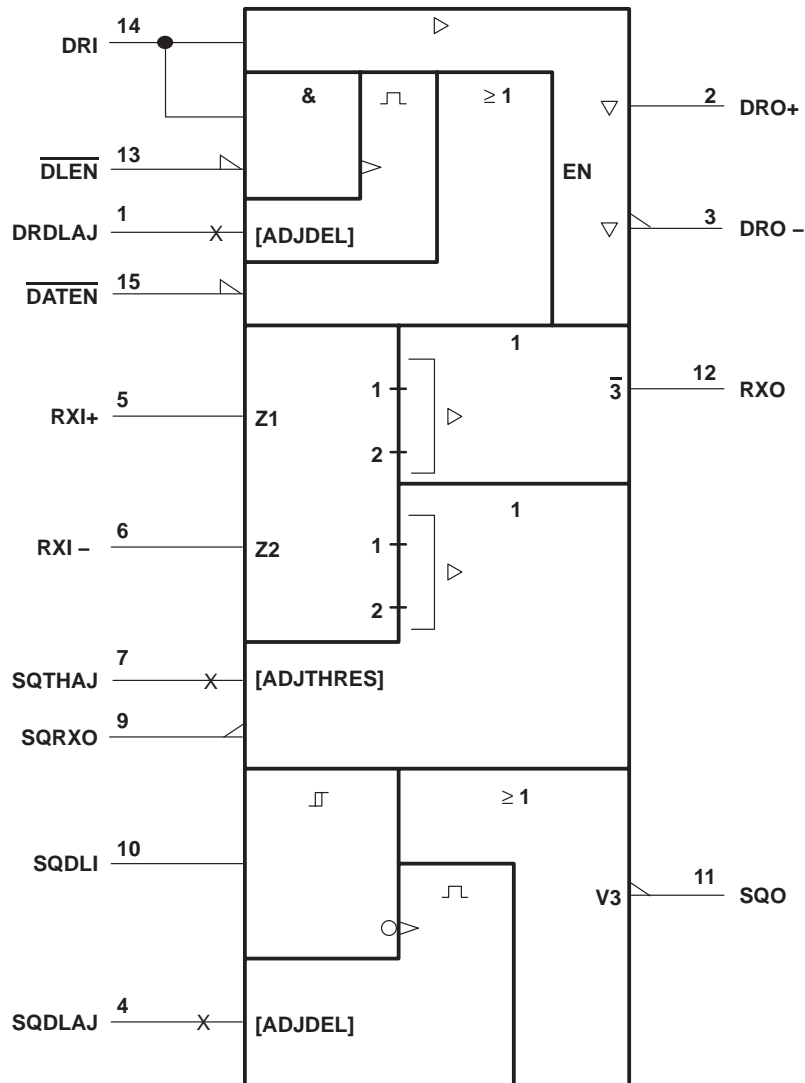 DRI 14
& ≥ 1
2 DRO+
DLEN 13
EN
DRDLAJ 1 X [ADJDEL]
3 DRO –
DATEN 15
1
1
3 12 RXO
RXI+ 5 Z1
2
1
RXI – 6 Z2
1
2
SQTHAJ 7 X [ADJTHRES]
SQRXO 9
≥ 1
SQDLI 10
V3 11 SQO
SQDLAJ 4 X [ADJDEL]